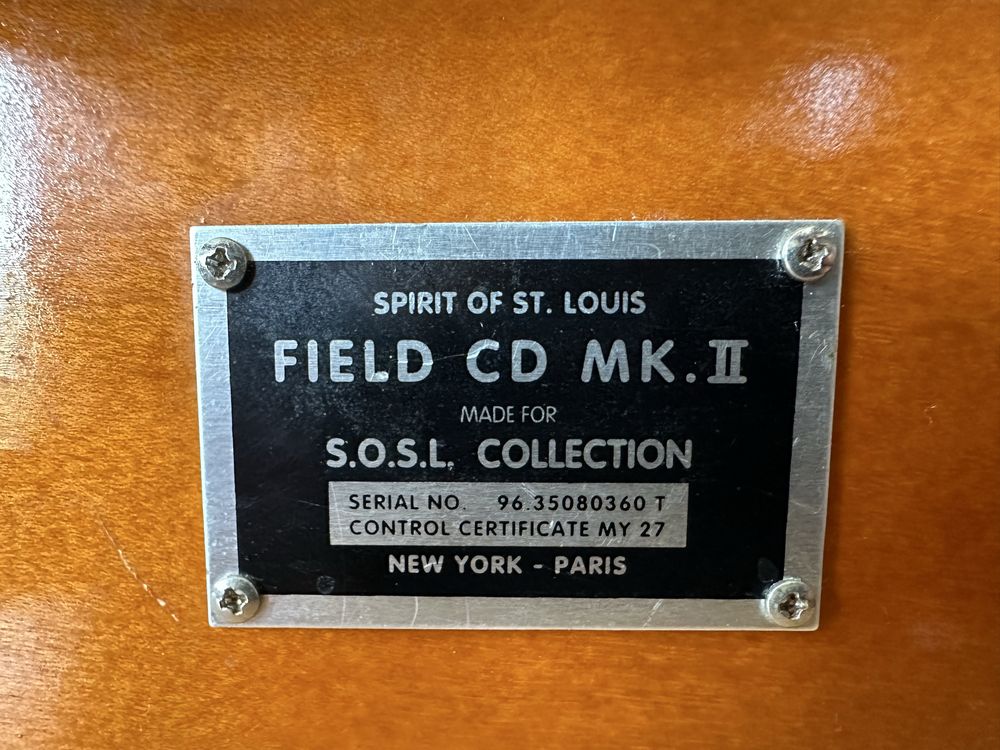 SPIRIT OF ST. LOUIS
FIELD CD MK.II
MADE FOR
S.O.S.L. COLLECTION
SERIAL NO. 96.35080360 T
CONTROL CERTIFICATE MY 27
NEW YORK - PARIS